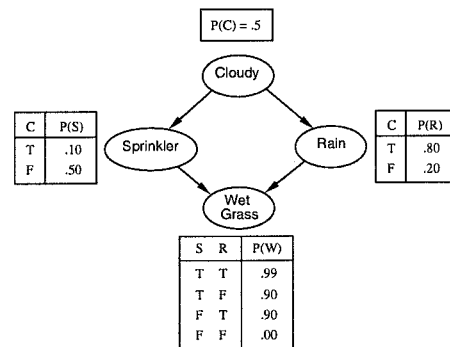 P(C) = .5
Cloudy
C P(S)
T .10
F .50
Sprinkler
Rain
C P(R)
T .80
F .20
Wet
Grass
S R P(W)
T T .99
T F .90
F T .90
F F .00